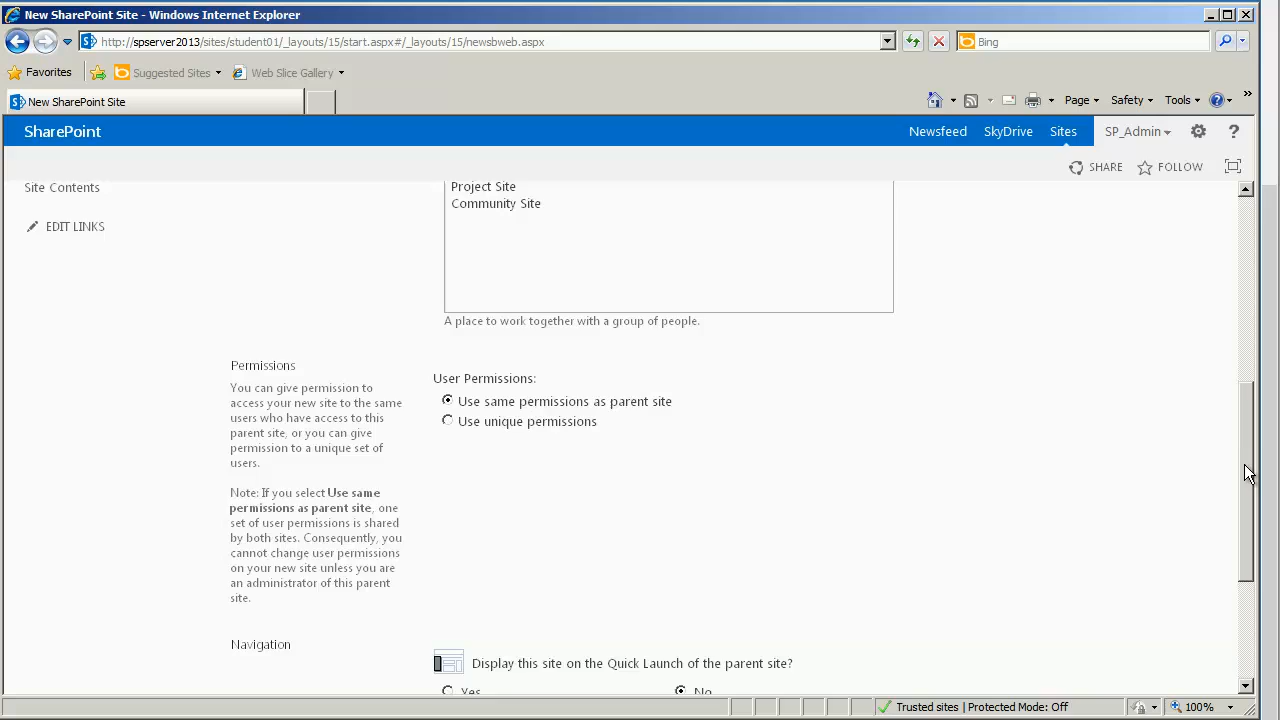 New SharePoint Site - Windows Internet Explorer
http://spserver2013/sites/student01/_layouts/15/start.aspx#/_layouts/15/newsbweb.aspx
Bing
Favorites
Suggested Sites
Web Slice Gallery
New SharePoint Site
Page
Safety
Tools
»
SharePoint
Newsfeed
SkyDrive
Sites
SP_Admin
?
SHARE
FOLLOW
Site Contents
EDIT LINKS
Project Site
Community Site
A place to work together with a group of people.
Permissions
You can give permission to
access your new site to the same
users who have access to this
parent site, or you can give
permission to a unique set of
users.
Note: If you select Use same
permissions as parent site, one
set of user permissions is shared
by both sites. Consequently, you
cannot change user permissions
on your new site unless you are
an administrator of this parent
site.
User Permissions:
Use same permissions as parent site
Use unique permissions
Navigation
Display this site on the Quick Launch of the parent site?
Yes
No
Trusted sites | Protected Mode: Off
100%